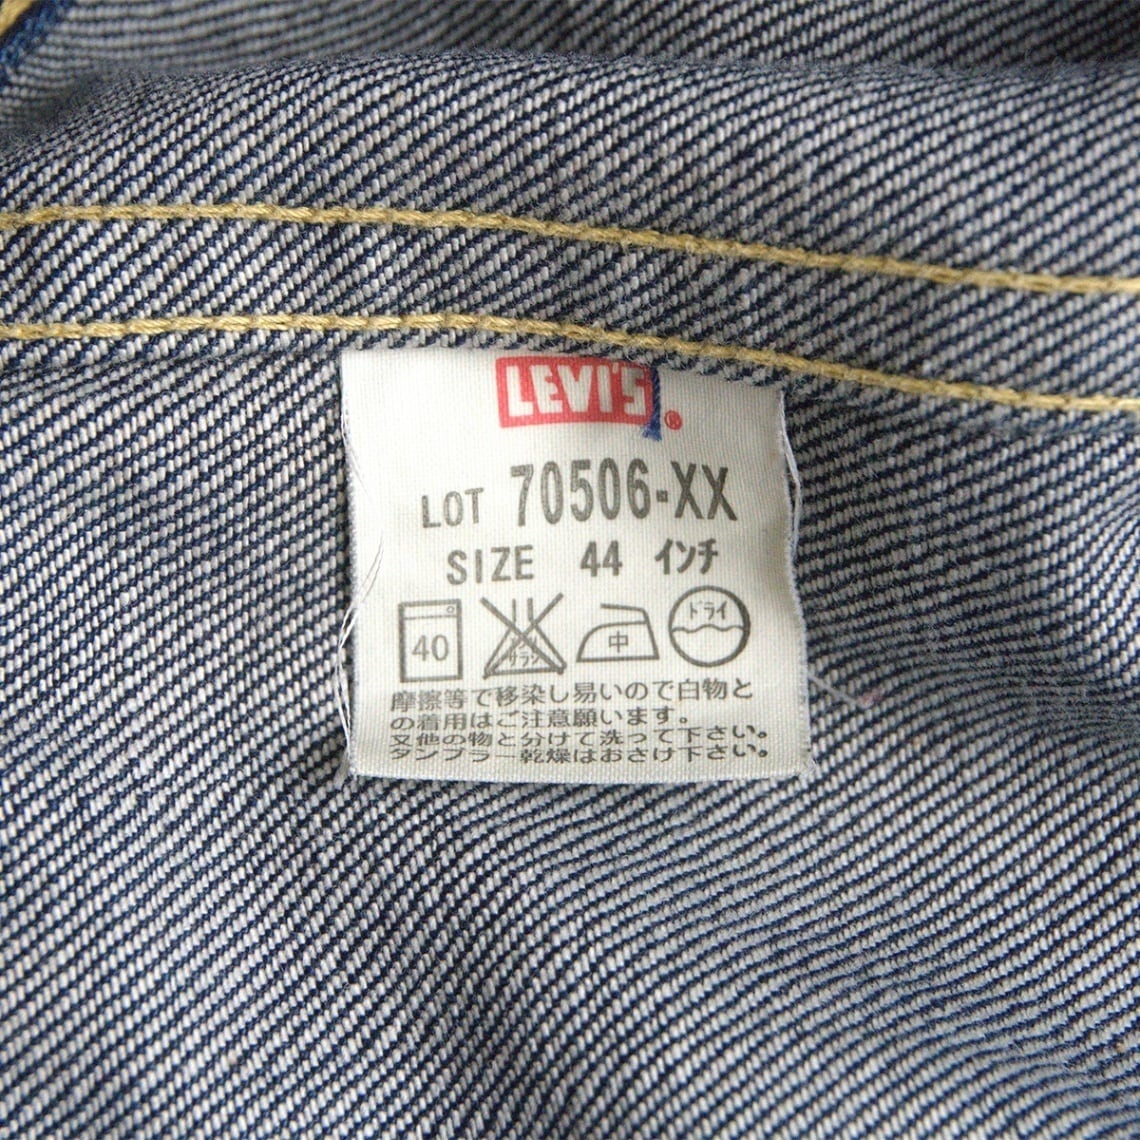 LEVI'S®
LOT 70506-XX
SIZE 44 インチ
40 サラシ 中 ドライ
摩擦等で移染し易いので白物と
の着用はご注意願います。
又他の物と分けて洗って下さい。
タンブラー乾燥はおさけ下さい。